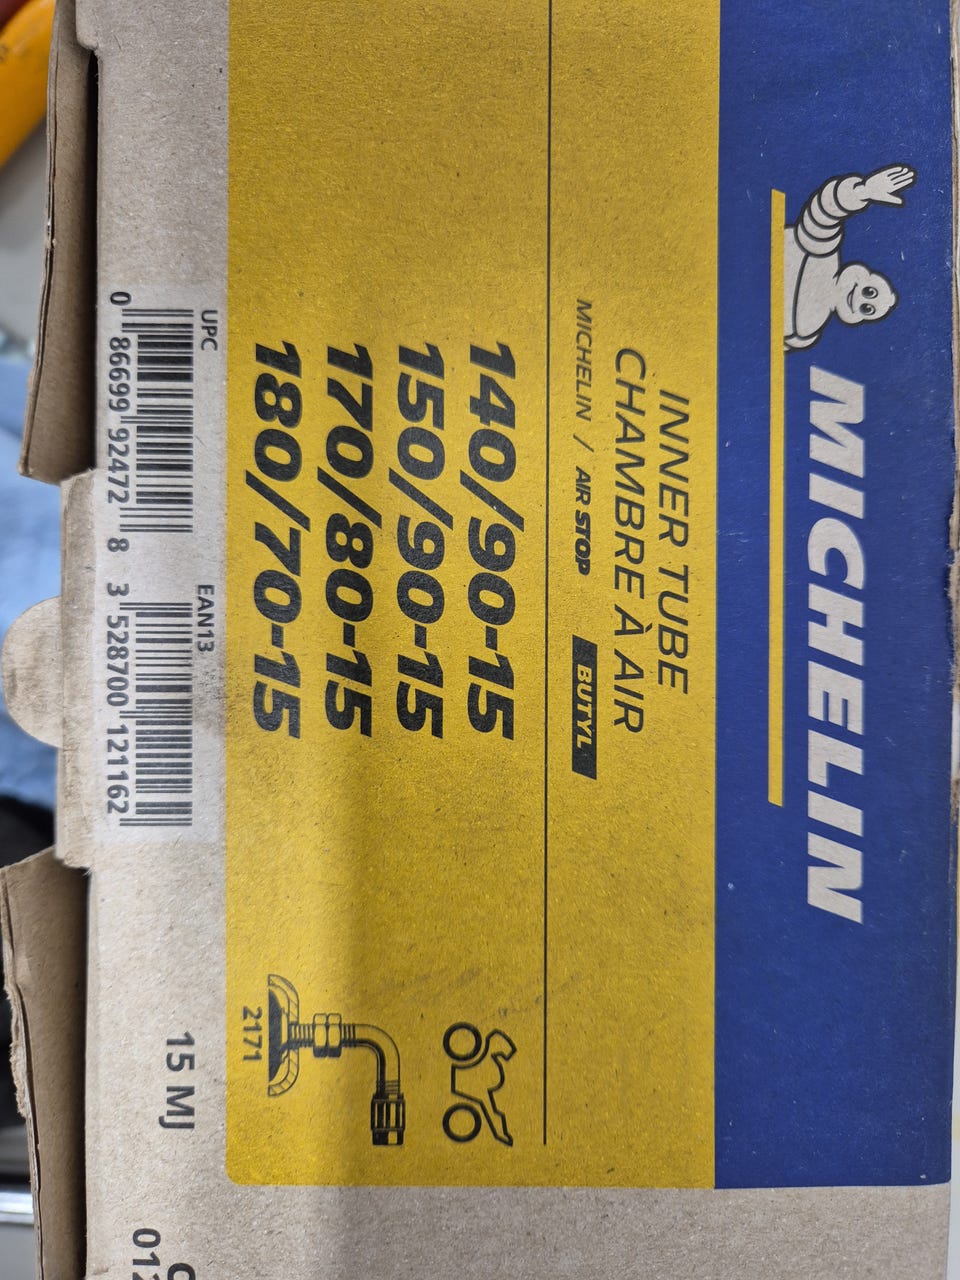 MICHELIN
INNER TUBE
CHAMBRE À AIR
MICHELIN / AIR STOP BUTYL
140/90-15
150/90-15
170/80-15
180/70-15
2171
UPC
0 86699 92472 8
EAN13
3 528700 121162
15 MJ